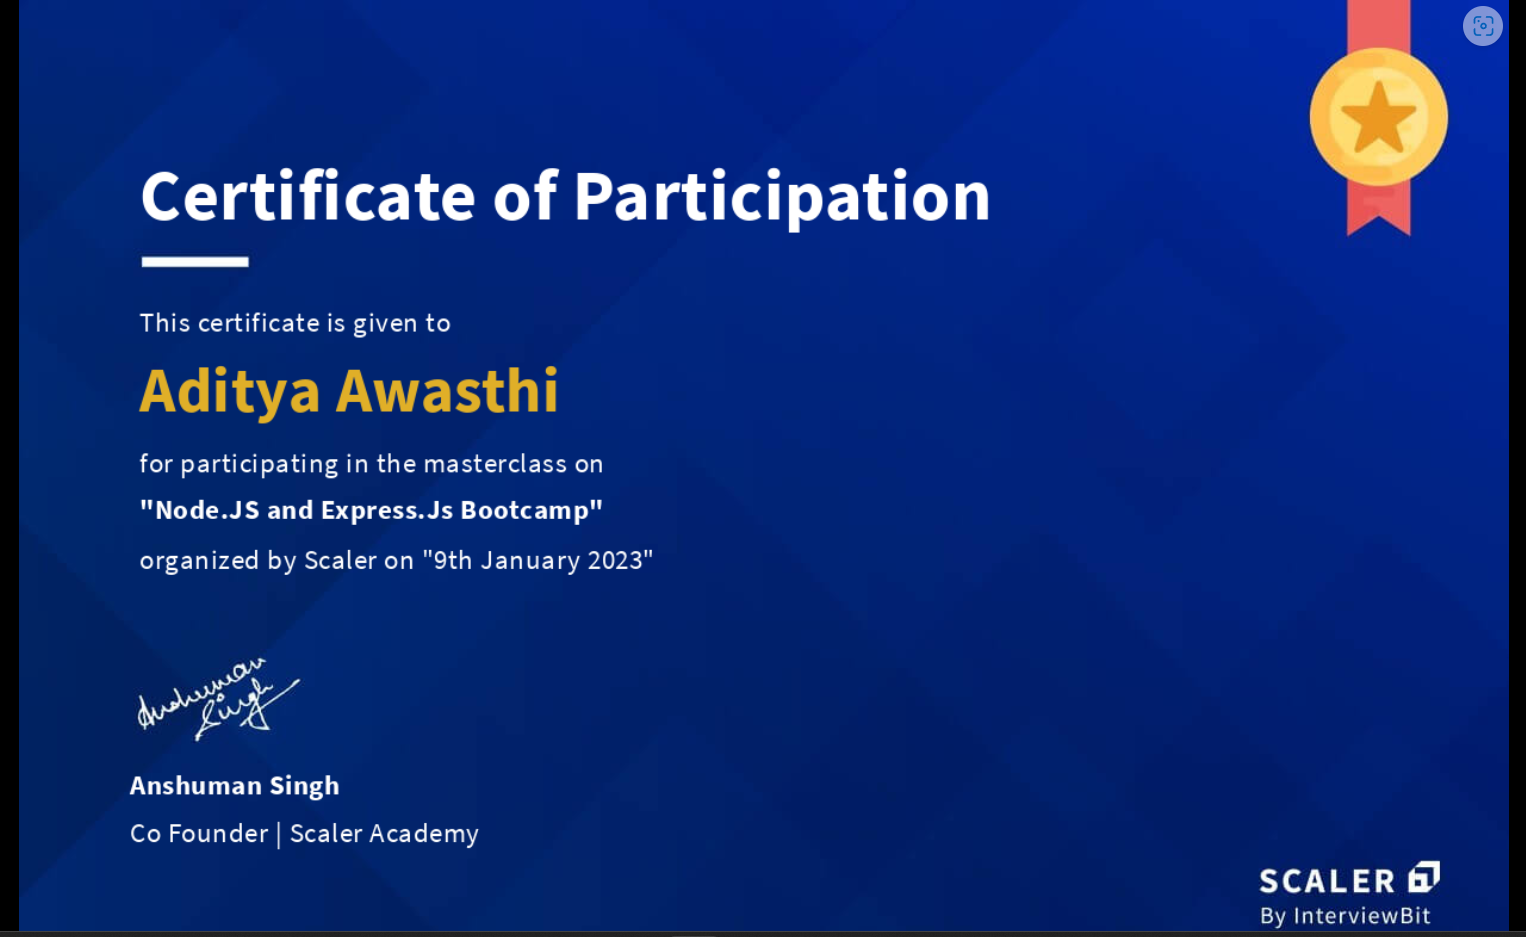 Certificate of Participation
This certificate is given to
Aditya Awasthi
for participating in the masterclass on
"Node.JS and Express.Js Bootcamp"
organized by Scaler on "9th January 2023"
Anshuman
Singh
Anshuman Singh
Co Founder | Scaler Academy
SCALER
By InterviewBit